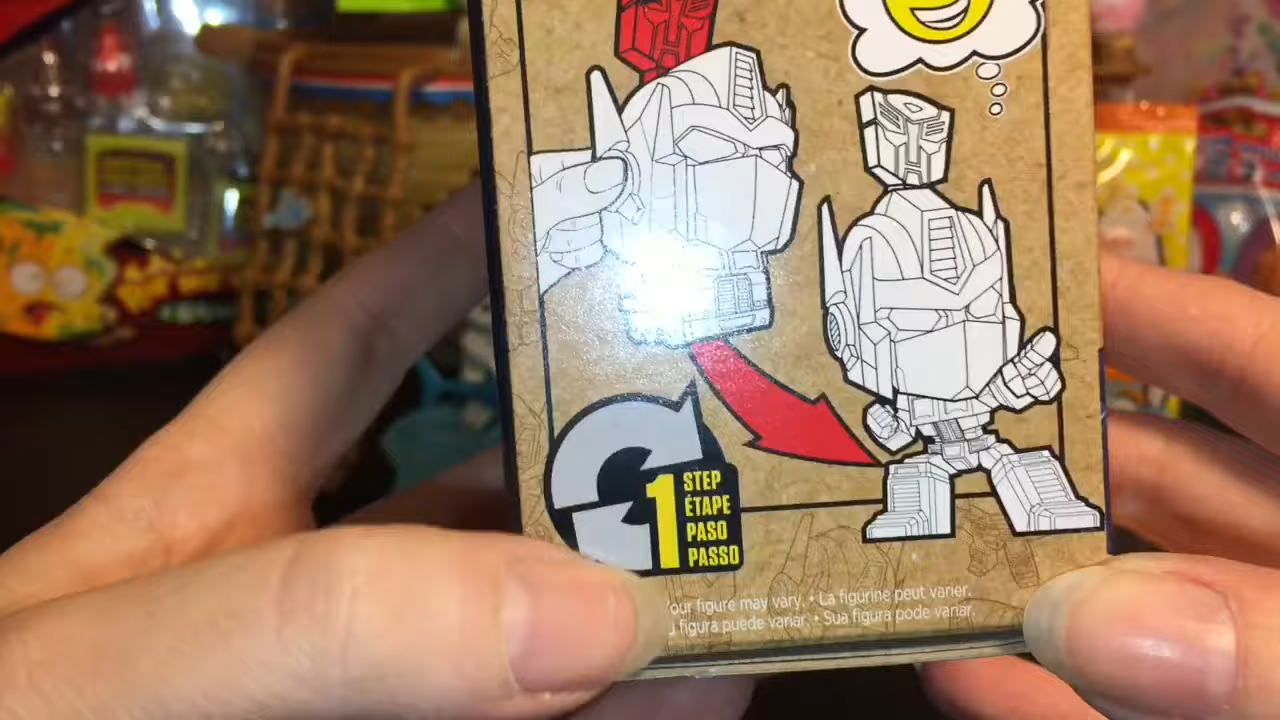 1
STEP
ÉTAPE
PASO
PASSO
our figure may vary. • La figurine peut varier.
figura puede variar. • Sua figura pode variar.